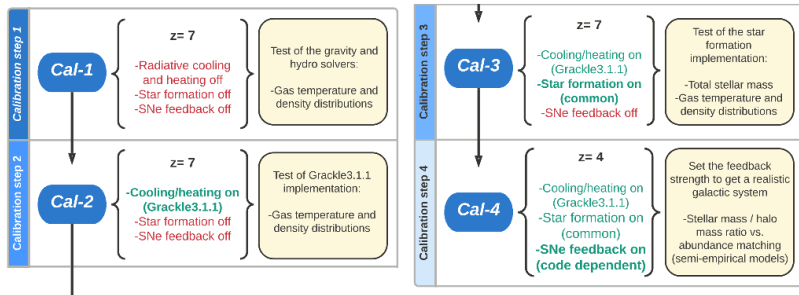 Calibration step 1
Cal-1
z= 7
-Radiative cooling
and heating off
-Star formation off
-SNe feedback off
Test of the gravity and
hydro solvers:
-Gas temperature and
density distributions
Calibration step 2
Cal-2
z= 7
-Cooling/heating on
(Grackle3.1.1)
-Star formation off
-SNe feedback off
Test of Grackle3.1.1
implementation:
-Gas temperature and
density distributions
Calibration step 3
Cal-3
z= 7
-Cooling/heating on
(Grackle3.1.1)
-Star formation on
(common)
-SNe feedback off
Test of the star
formation
implementation:
-Total stellar mass
-Gas temperature and
density distributions
Calibration step 4
Cal-4
z= 4
-Cooling/heating on
(Grackle3.1.1)
-Star formation on
(common)
-SNe feedback on
(code dependent)
Set the feedback
strength to get a realistic
galactic system
-Stellar mass / halo
mass ratio vs.
abundance matching
(semi-empirical models)